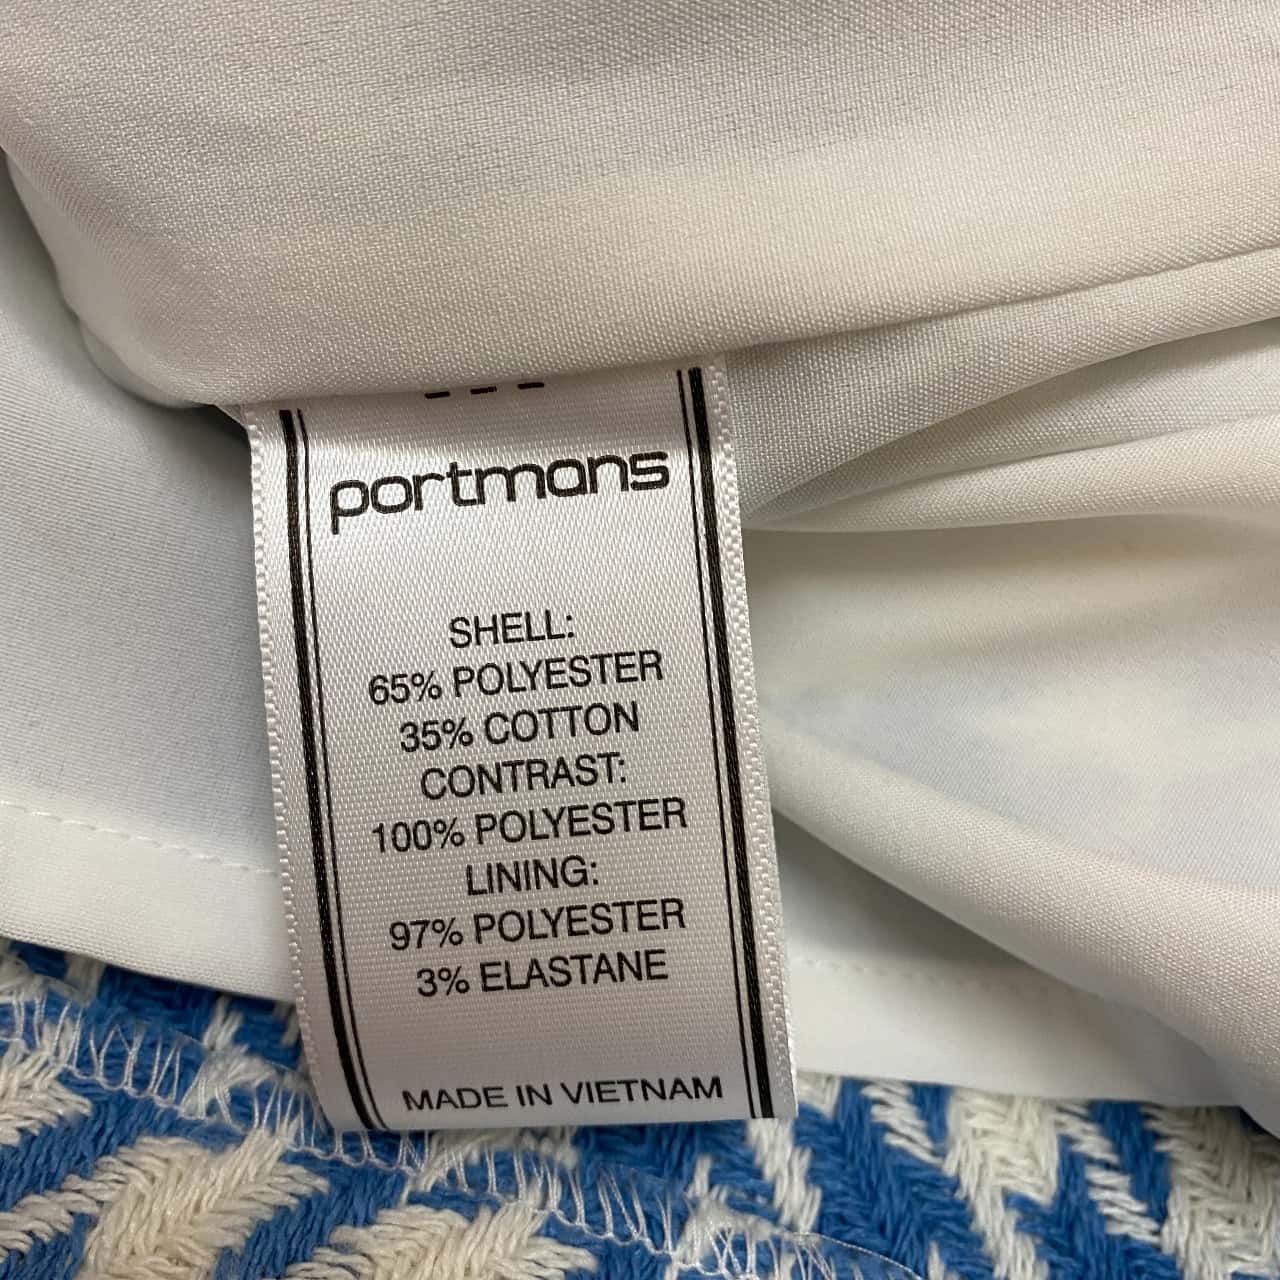 portmans
SHELL:
65% POLYESTER
35% COTTON
CONTRAST:
100% POLYESTER
LINING:
97% POLYESTER
3% ELASTANE
MADE IN VIETNAM